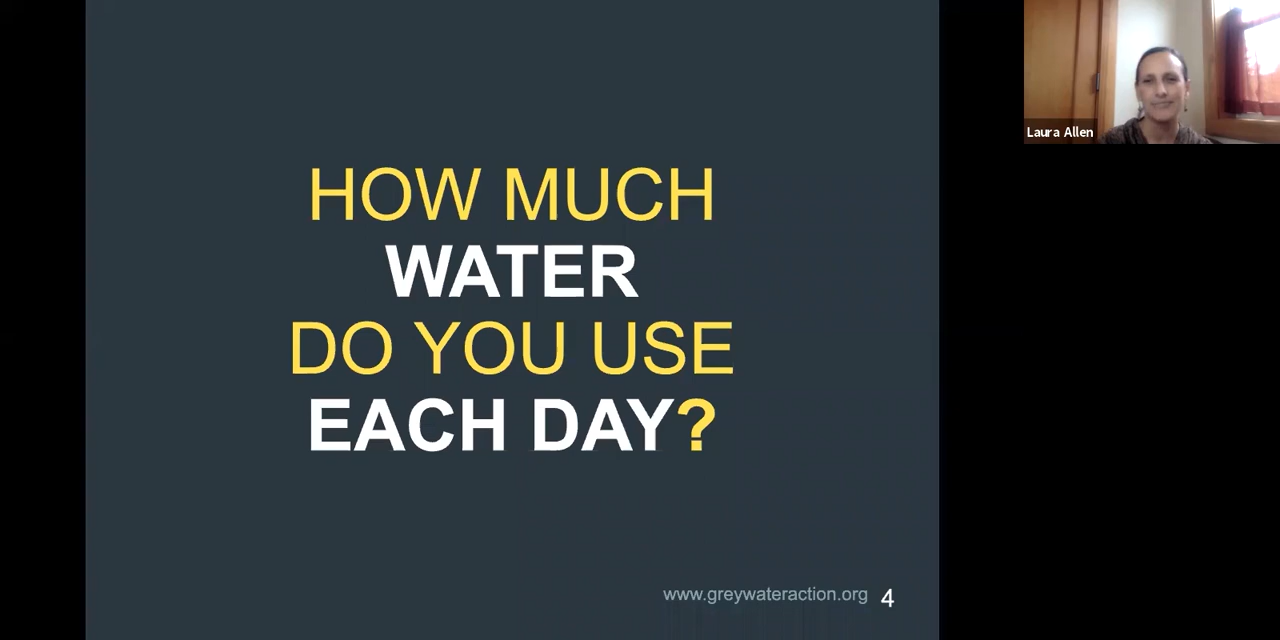 HOW MUCH
WATER
DO YOU USE
EACH DAY?
www.greywateraction.org 4
Laura Allen